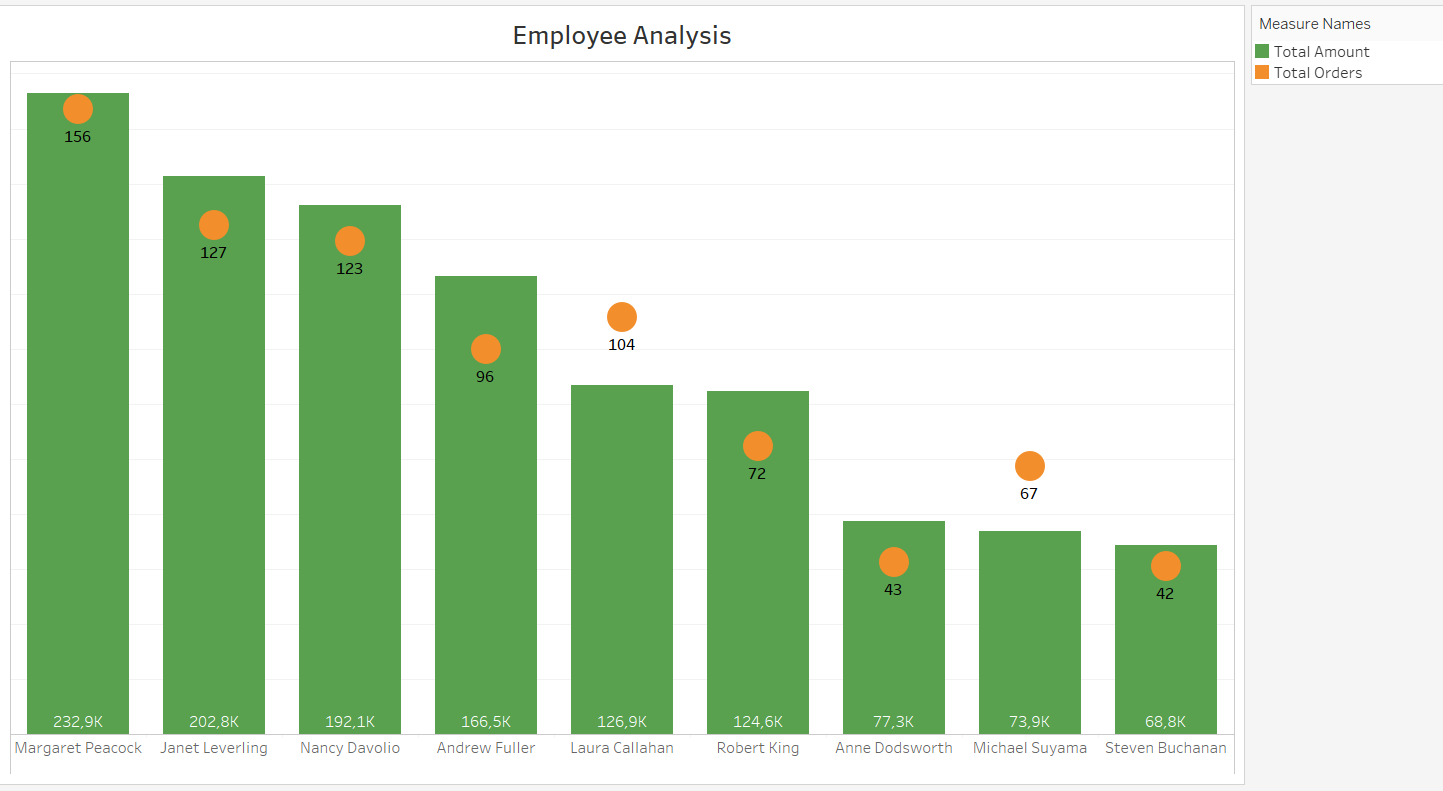 Employee Analysis
Measure Names
Total Amount
Total Orders
156
127
123
96
104
72
43
67
42
232,9K
202,8K
192,1K
166,5K
126,9K
124,6K
77,3K
73,9K
68,8K
Margaret Peacock
Janet Leverling
Nancy Davolio
Andrew Fuller
Laura Callahan
Robert King
Anne Dodsworth
Michael Suyama
Steven Buchanan